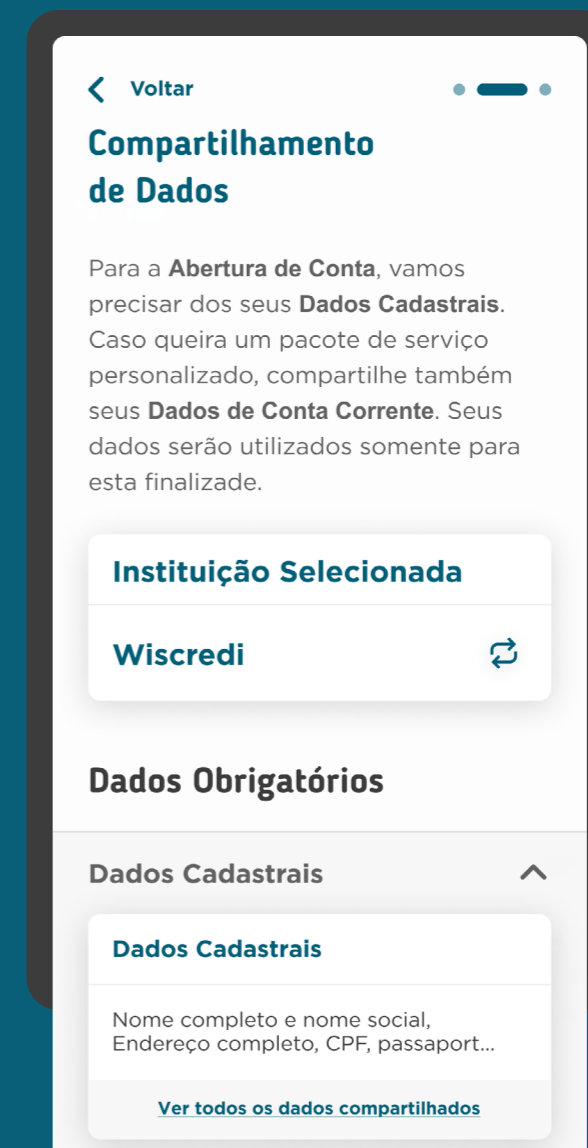 Voltar
Compartilhamento
de Dados
Para a Abertura de Conta, vamos
precisar dos seus Dados Cadastrais.
Caso queira um pacote de serviço
personalizado, compartilhe também
seus Dados de Conta Corrente. Seus
dados serão utilizados somente para
esta finalizade.
Instituição Selecionada
Wiscredi
Dados Obrigatórios
Dados Cadastrais
Dados Cadastrais
Nome completo e nome social,
Endereço completo, CPF, passaport...
Ver todos os dados compartilhados